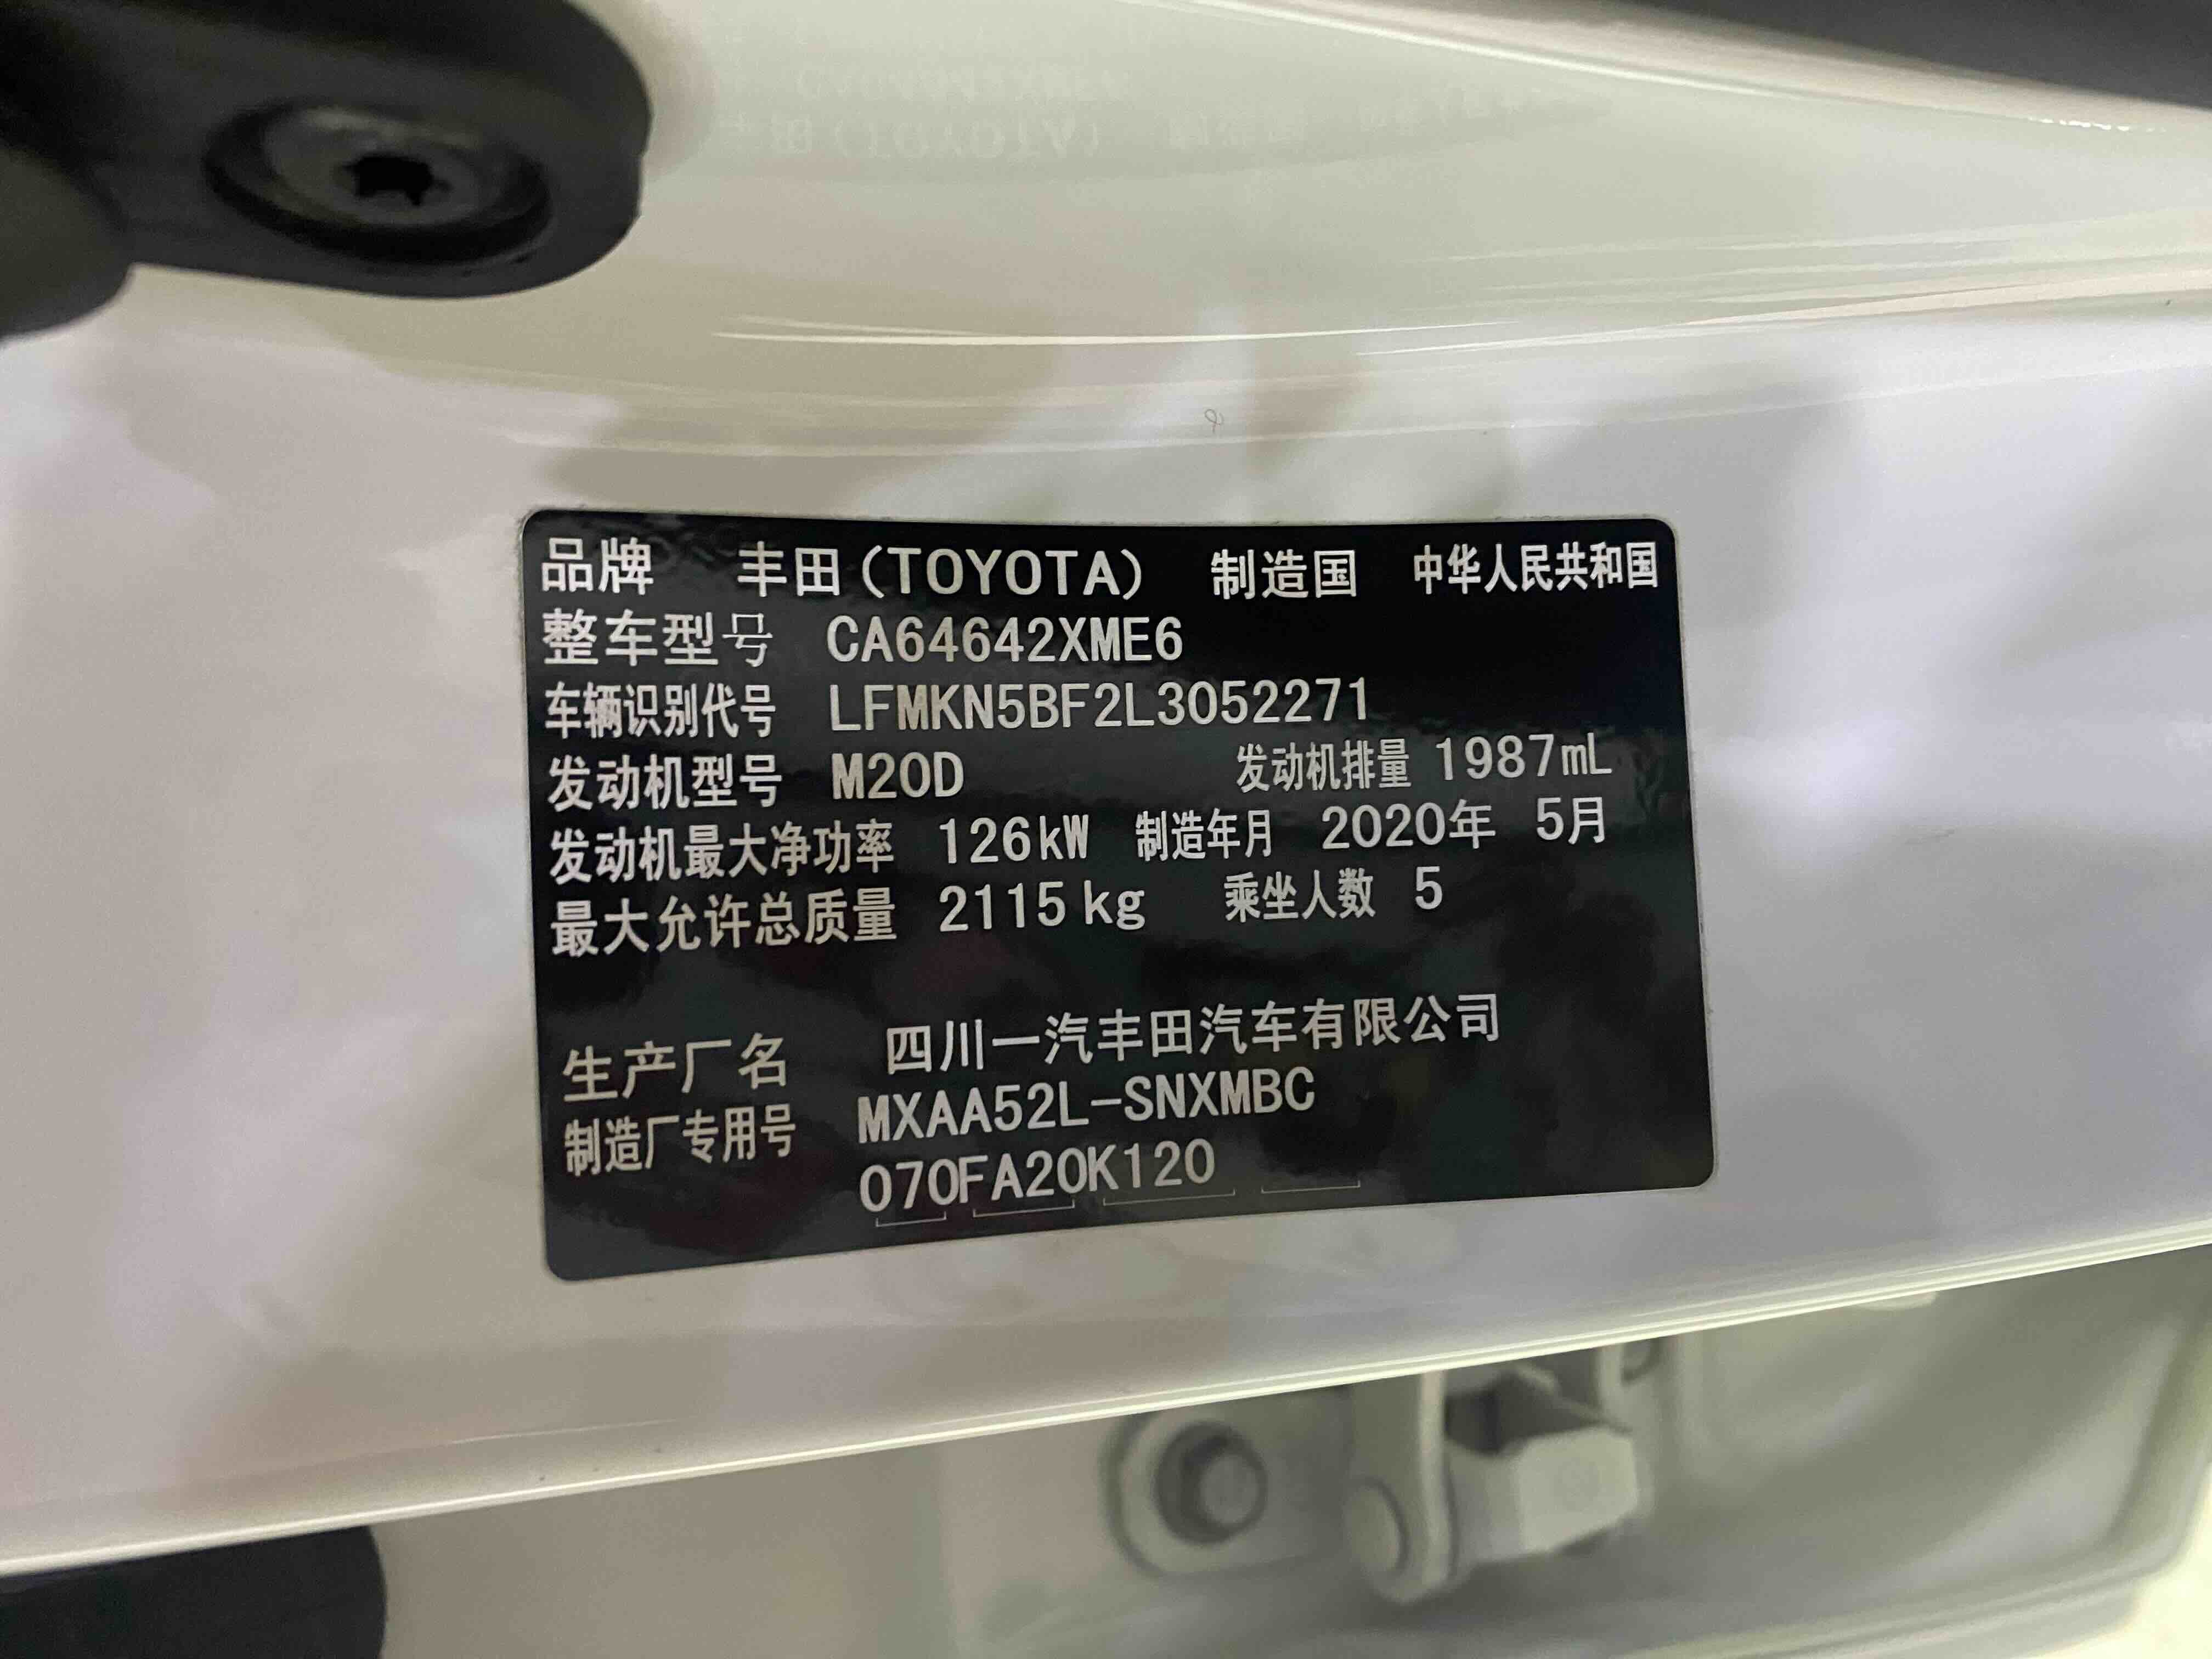 品牌 丰田(TOYOTA) 制造国 中华人民共和国
整车型号 CA64642XME6
车辆识别代号 LFMKN5BF2L3052271
发动机型号 M20D 发动机排量 1987mL
发动机最大净功率 126kW 制造年月 2020年 5月
最大允许总质量 2115kg 乘坐人数 5
生产厂名 四川一汽丰田汽车有限公司
制造厂专用号 MXAA52L-SNXMBC
070FA20K120